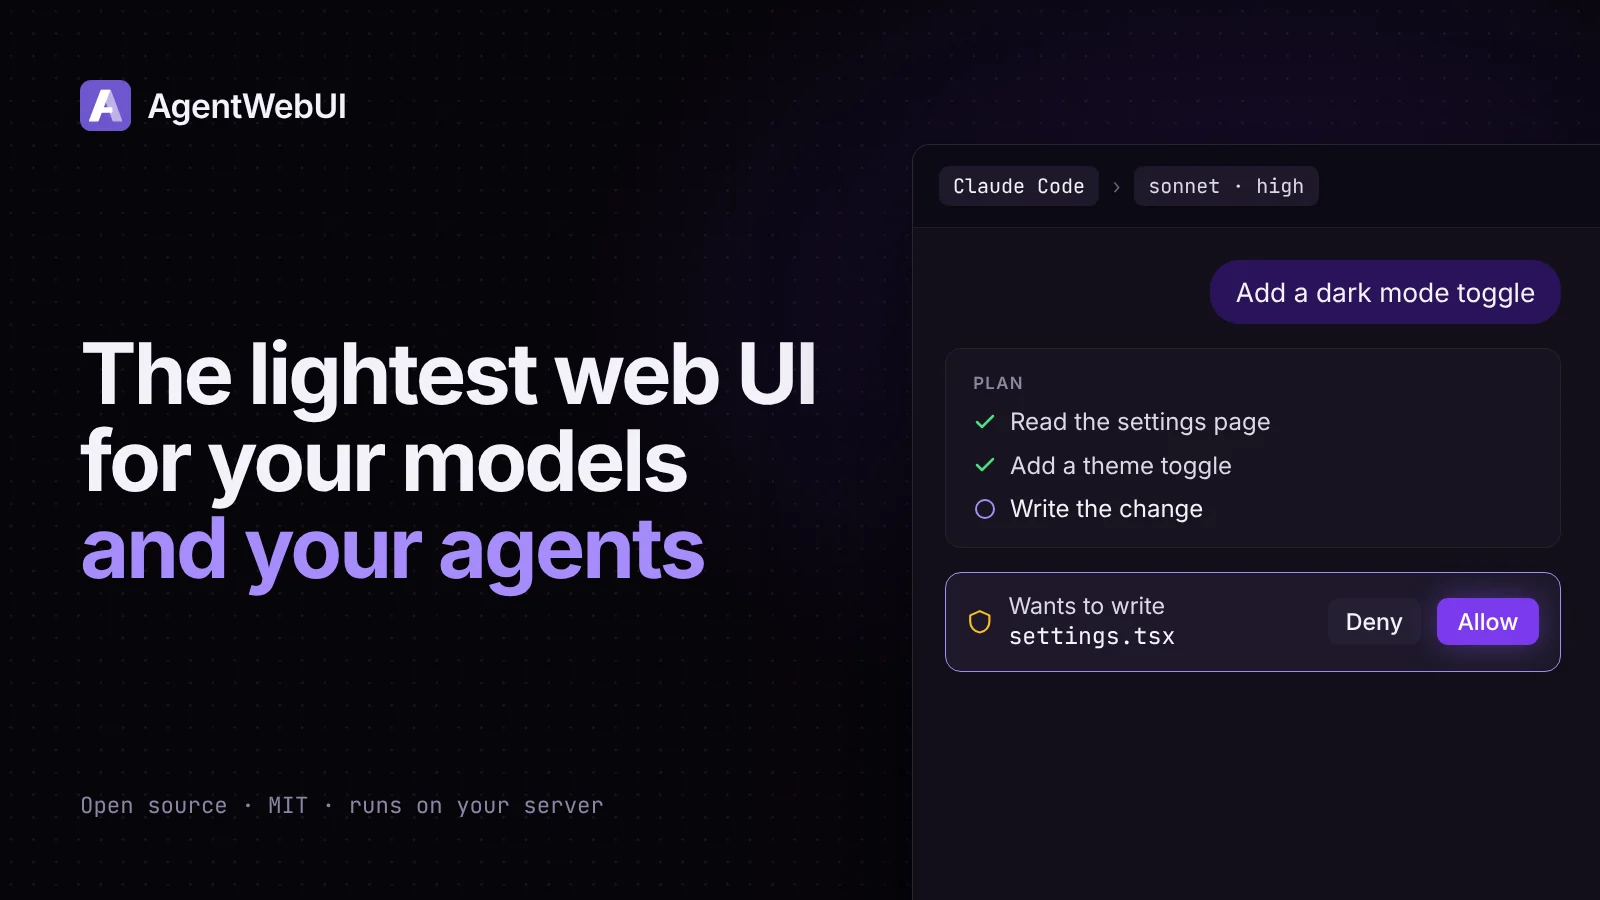 AgentWebUI
The lightest web UI
for your models
and your agents
Open source · MIT · runs on your server
Claude Code › sonnet · high
Add a dark mode toggle
PLAN
Read the settings page
Add a theme toggle
Write the change
Wants to write
settings.tsx
Deny
Allow